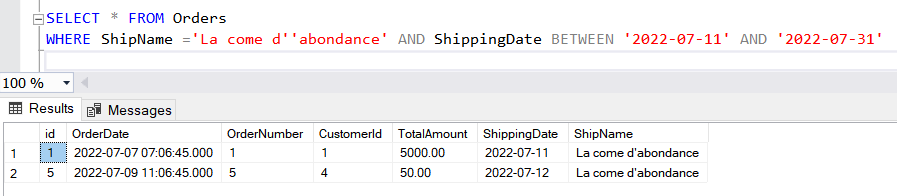 SELECT * FROM Orders
WHERE ShipName ='La come d''abondance' AND ShippingDate BETWEEN '2022-07-11' AND '2022-07-31'
100 %
Results Messages
id OrderDate OrderNumber CustomerId TotalAmount ShippingDate ShipName
1 1 2022-07-07 07:06:45.000 1 1 5000.00 2022-07-11 La come d'abondance
2 5 2022-07-09 11:06:45.000 5 4 50.00 2022-07-12 La come d'abondance